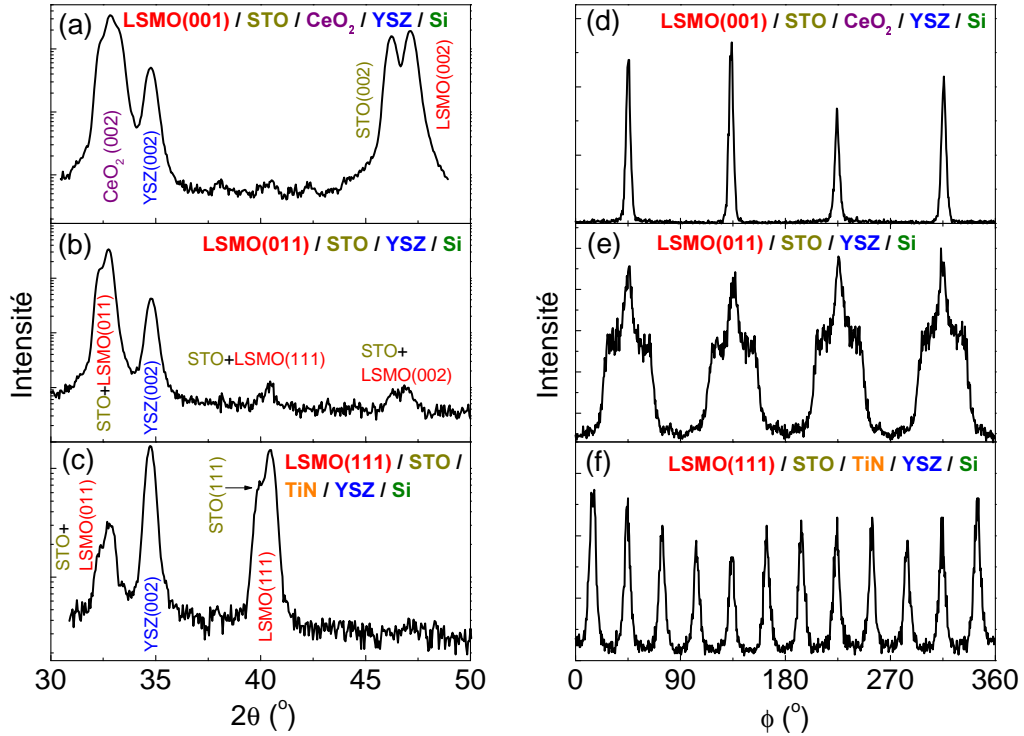 (a)
LSMO(001) / STO / CeO₂ / YSZ / Si
CeO₂ (002)
YSZ(002)
STO(002)
LSMO(002)
(b)
LSMO(011) / STO / YSZ / Si
STO+LSMO(011)
YSZ(002)
STO+LSMO(111)
STO+
LSMO(002)
(c)
LSMO(111) / STO /
TiN / YSZ / Si
STO+
LSMO(011)
YSZ(002)
STO(111)
LSMO(111)
Intensité
30 35 40 45 50
2θ (°)
(d)
LSMO(001) / STO / CeO₂ / YSZ / Si
(e)
LSMO(011) / STO / YSZ / Si
(f)
LSMO(111) / STO / TiN / YSZ / Si
Intensité
0 90 180 270 360
ϕ (°)